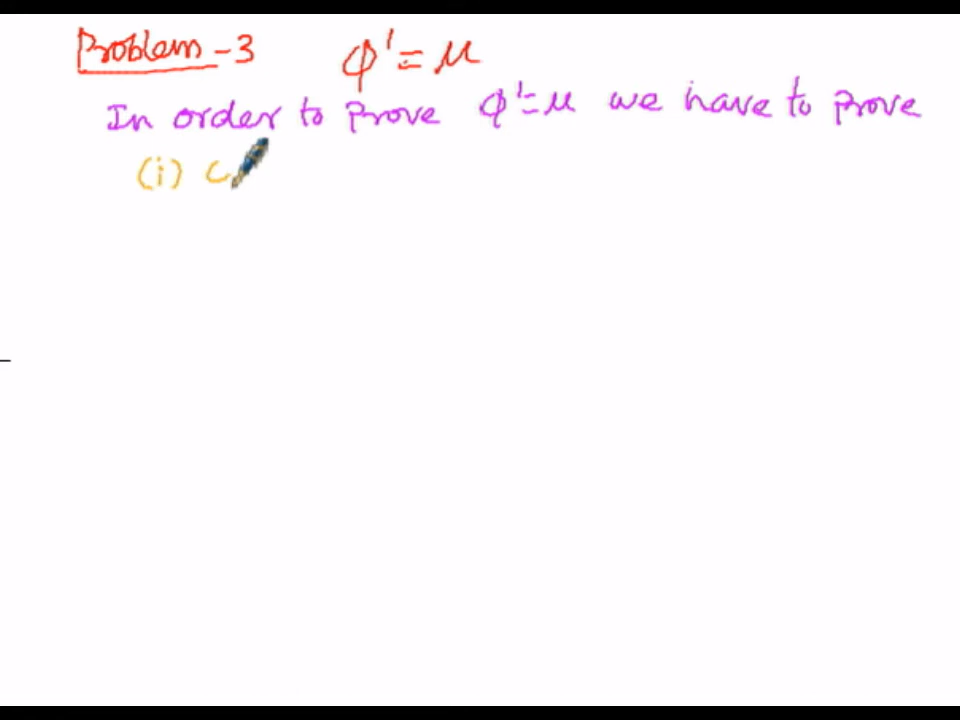 Problem - 3 φ' = μ
In order to prove φ' = μ we have to prove
(i) c